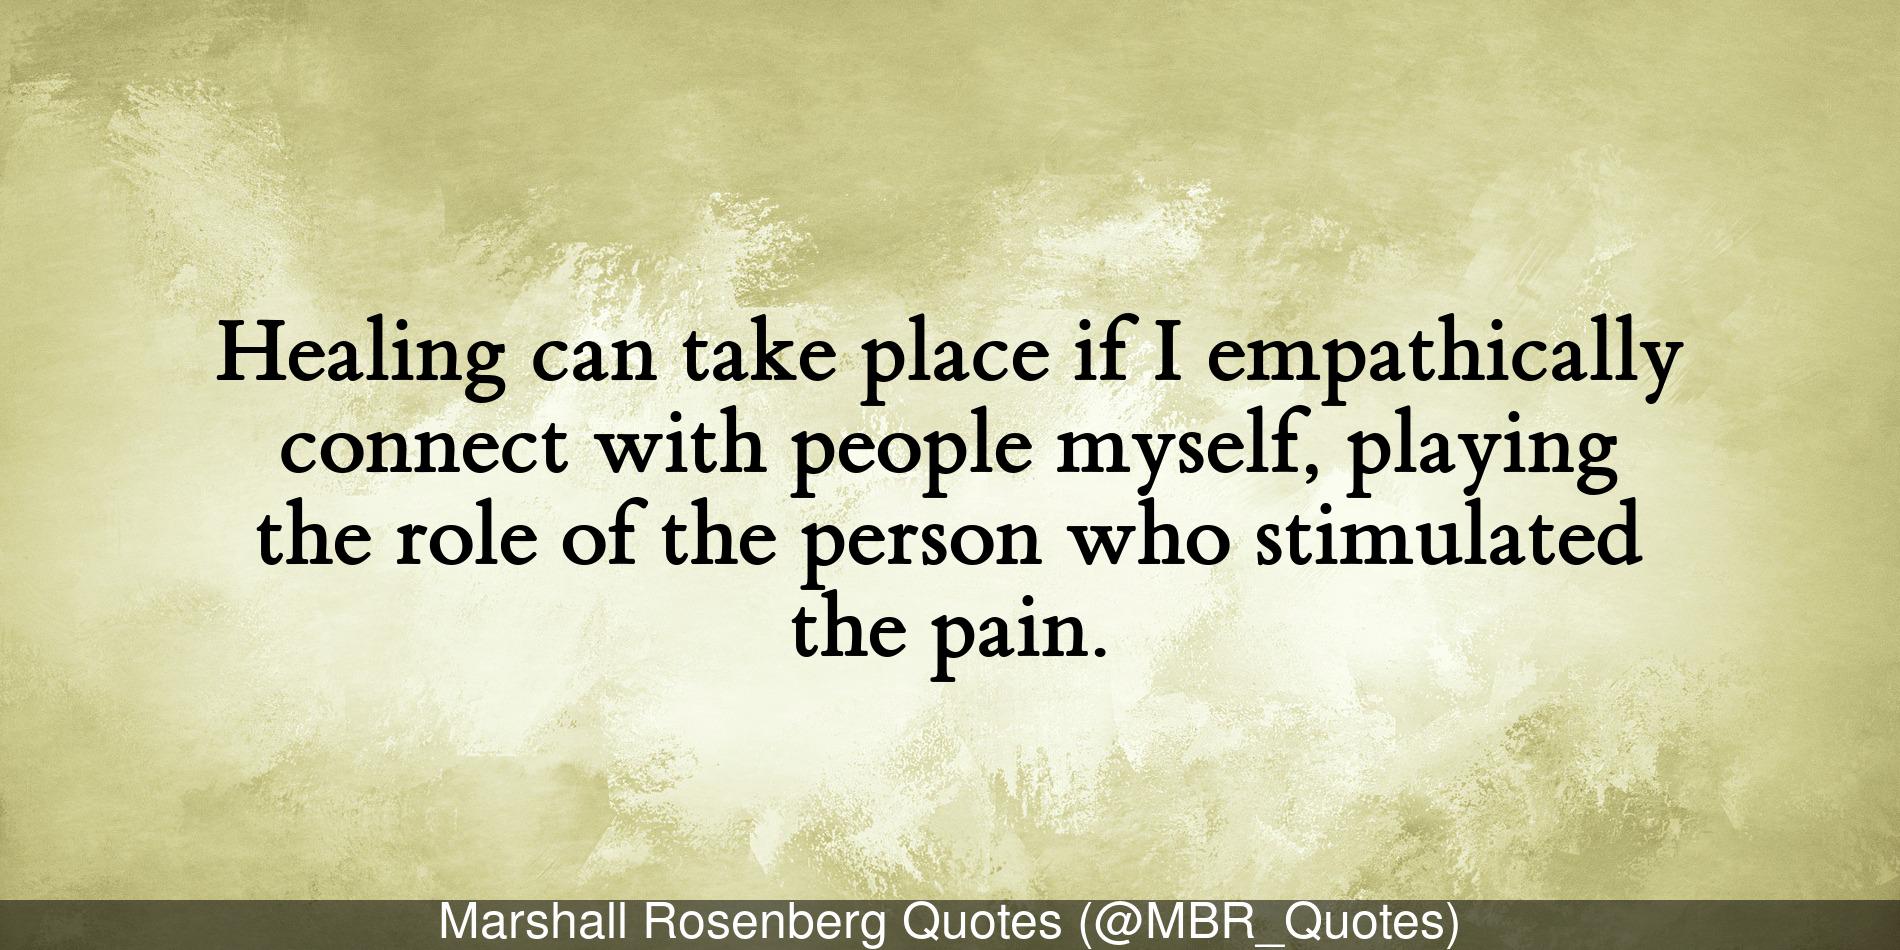 Healing can take place if I empathically
connect with people myself, playing
the role of the person who stimulated
the pain.
Marshall Rosenberg Quotes (@MBR_Quotes)